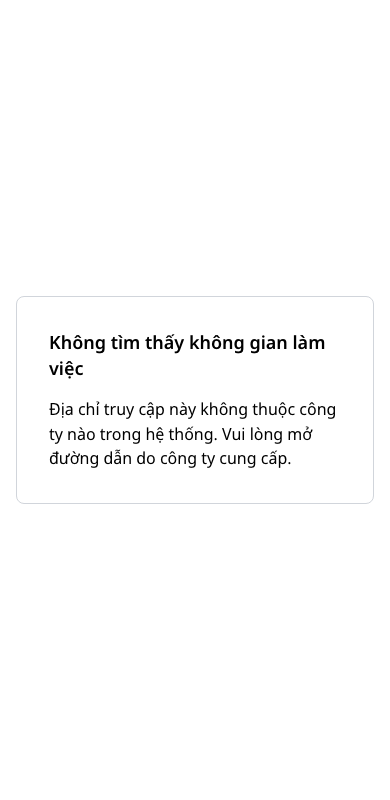 Không tìm thấy không gian làm
việc
Địa chỉ truy cập này không thuộc công
ty nào trong hệ thống. Vui lòng mở
đường dẫn do công ty cung cấp.